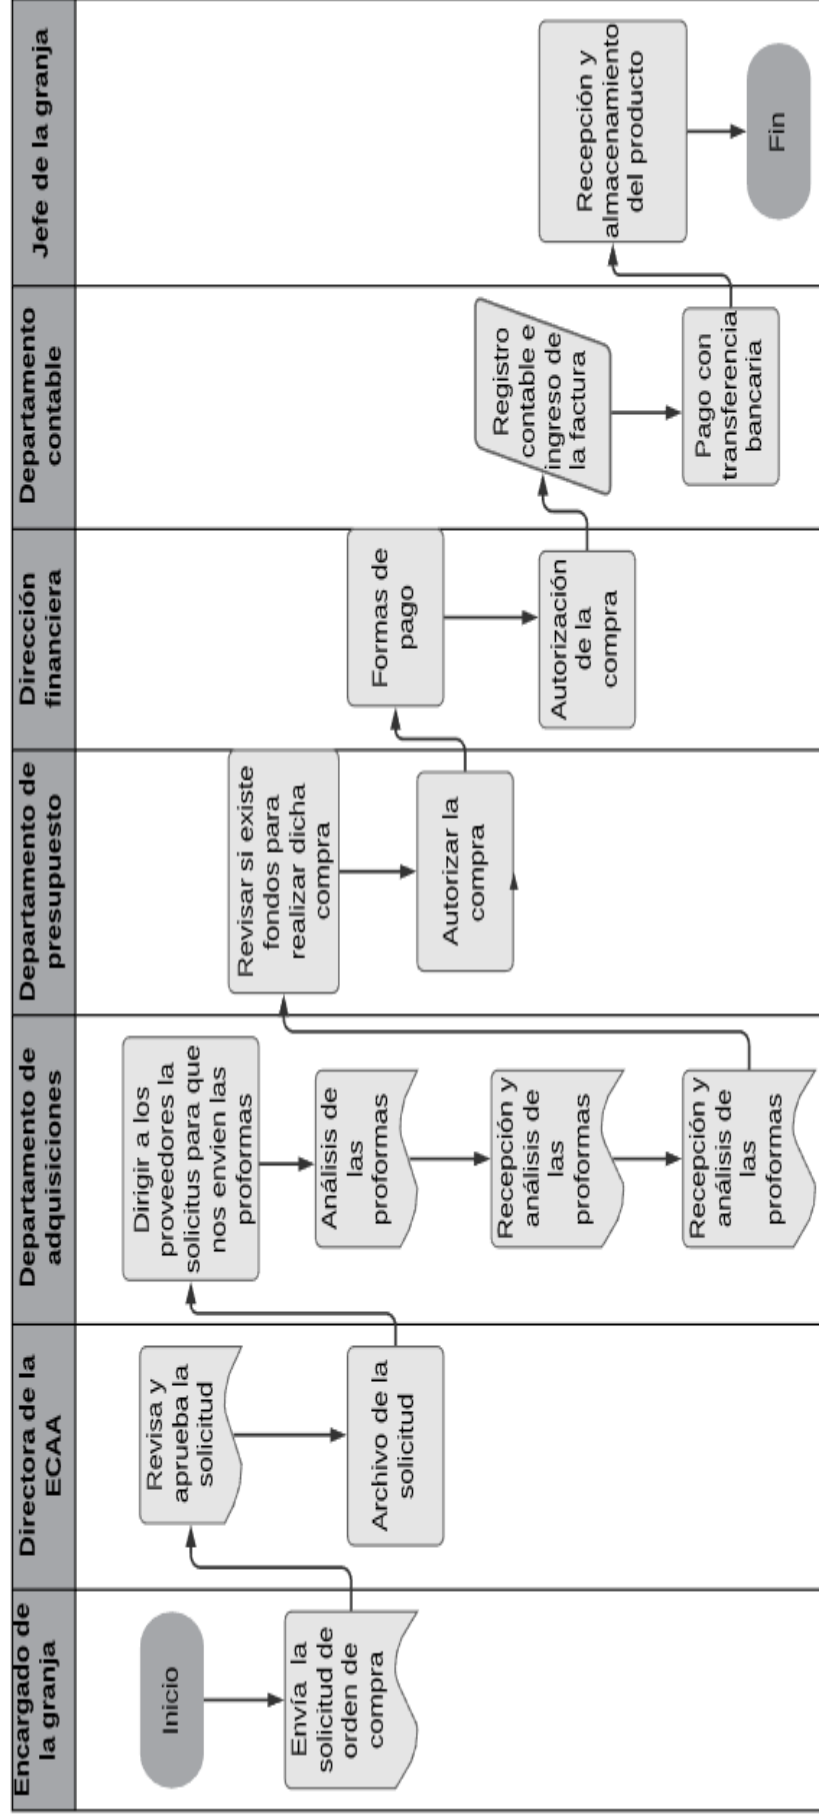 Encargado de
la granja
Directora de la
ECAA
Departamento de
adquisiciones
Departamento de
presupuesto
Dirección
financiera
Departamento
contable
Jefe de la granja
Inicio
Envía  la
solicitud de
orden de
compra
Revisa y
aprueba la
solicitud
Archivo de la
solicitud
Dirigir a los
proveedores la
solicitus para que
nos envien las
proformas
Análisis de
las
proformas
Recepción y
análisis de
las
proformas
Recepción y
análisis de
las
proformas
Revisar si existe
fondos para
realizar dicha
compra
Autorizar la
compra
Formas de
pago
Autorización
de la
compra
Registro
contable e
ingreso de
la factura
Pago con
transferencia
bancaria
Recepción y
almacenamiento
del producto
Fin